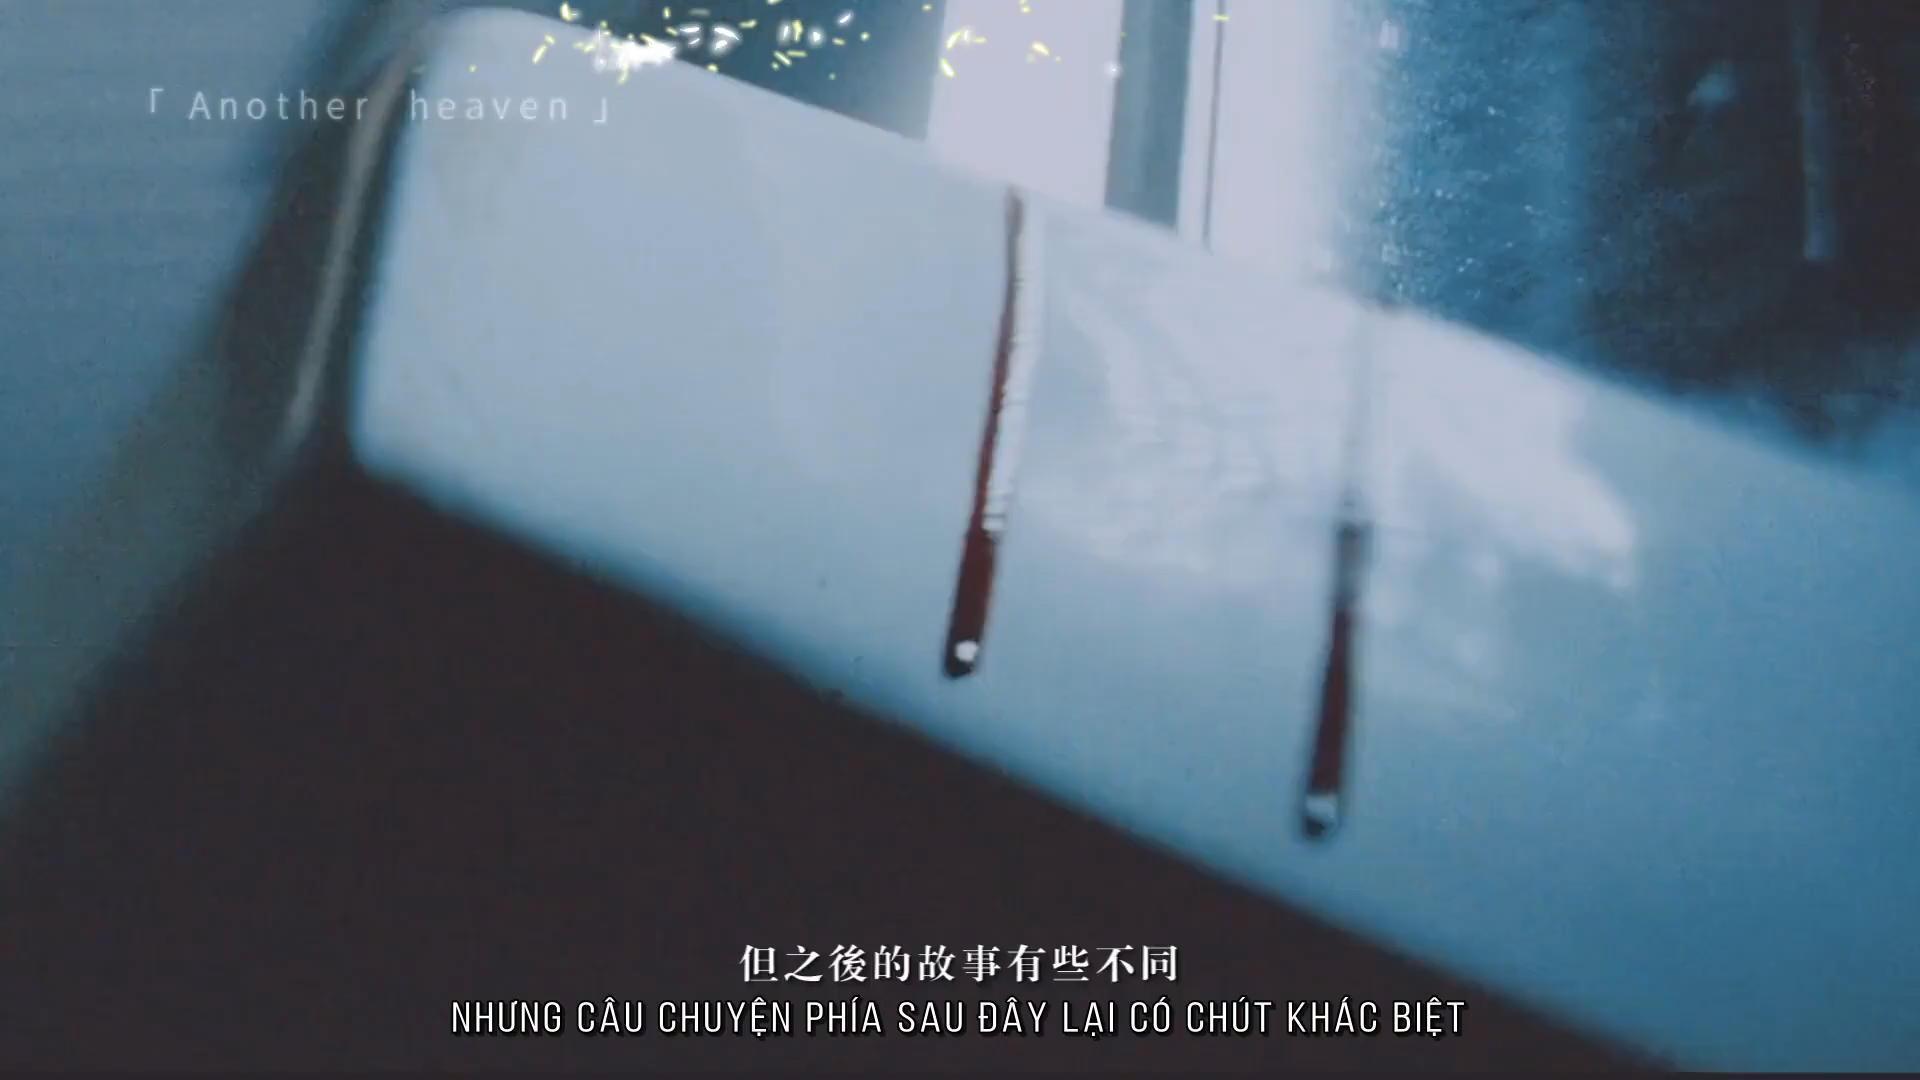 「 Another heaven 」
但之後的故事有些不同
NHƯNG CÂU CHUYỆN PHÍA SAU ĐÂY LẠI CÓ CHÚT KHÁC BIỆT